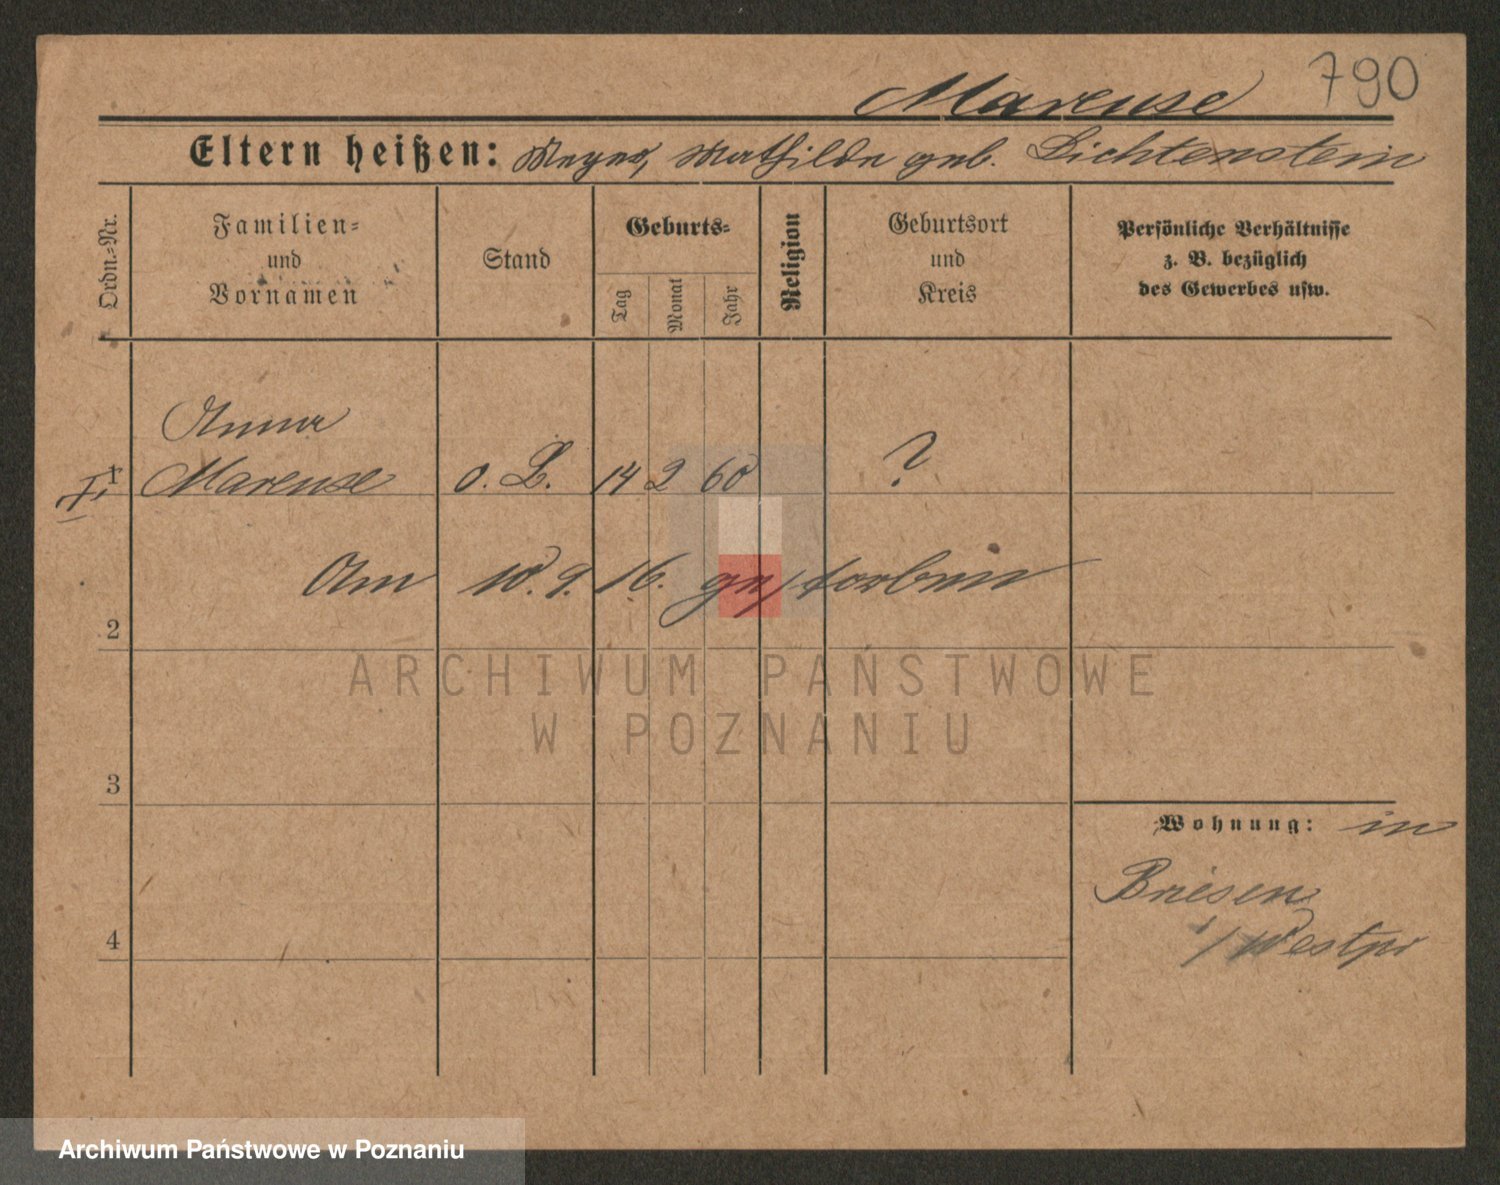 790
Marcuse
Eltern heißen: Meyer, Mathilde geb. Lichtenstein
Ordn.=Nr.
Familien=
und
Vornamen
Stand
Geburts=
Tag
Monat
Jahr
Religion
Geburtsort
und
Kreis
Persönliche Verhältnisse
z. B. bezüglich
des Gewerbes usw.
Anna
Marcuse o. B. 14 2 60 ?
Am 10. 9. 16. gestorben
2
ARCHIWUM PAŃSTWOWE
W POZNANIU
3
Wohnung: in
Briesen
4
i/Westpr
Archiwum Państwowe w Poznaniu